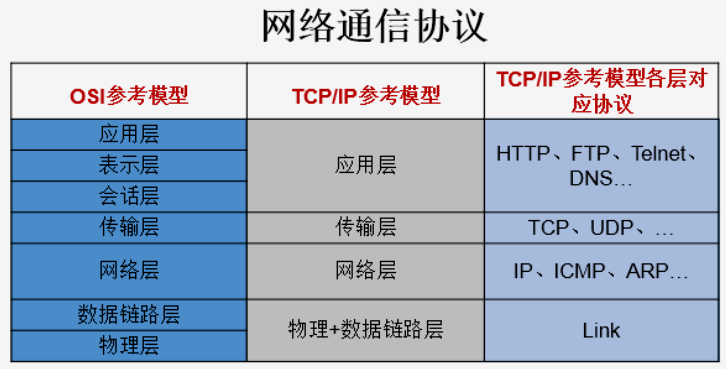 网络通信协议
OSI参考模型
TCP/IP参考模型
TCP/IP参考模型各层对
应协议
应用层
表示层
会话层
应用层
HTTP、FTP、Telnet、
DNS…
传输层
传输层
TCP、UDP、…
网络层
网络层
IP、ICMP、ARP…
数据链路层
物理层
物理+数据链路层
Link